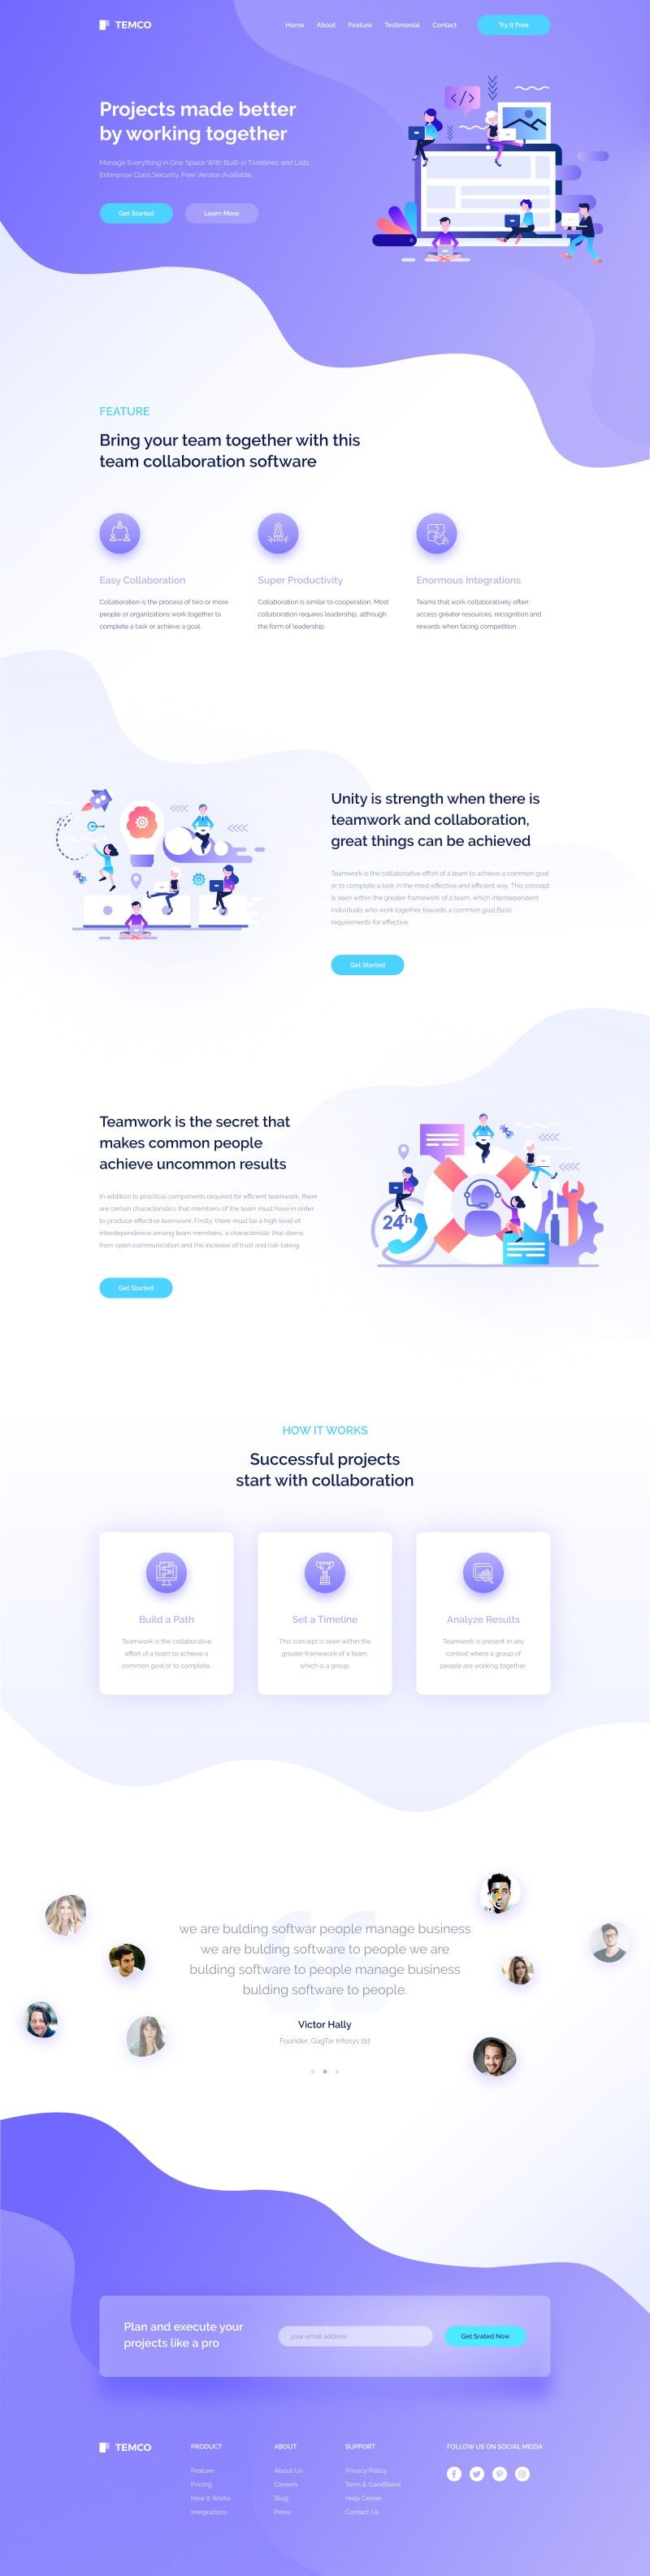 TEMCO
Home About Feature Testimonial Contact Try it Free
Projects made better
by working together
Manage Everything in One Space With Built-in Timelines and Lists.
Enterprise Class Security, Free Version Available.
Get Started Learn More
</>
FEATURE
Bring your team together with this
team collaboration software
Easy Collaboration
Collaboration is the process of two or more
people or organizations work together to
complete a task or achieve a goal
Super Productivity
Collaboration is similar to cooperation. Most
collaboration requires leadership, although
the form of leadership
Enormous Integrations
Teams that work collaboratively often
access greater resources, recognition and
rewards when facing competition
Unity is strength when there is
teamwork and collaboration,
great things can be achieved
Teamwork is the collaborative effort of a team to achieve a common goal
or to complete a task in the most effective and efficient way. This concept
is seen within the greater framework of a team, which interdependent
individuals who work together towards a common goal.Basic
requirements for effective.
Get Started
Teamwork is the secret that
makes common people
achieve uncommon results
In addition to practical components required for efficient teamwork, there
are certain characteristics that members of the team must have in order
to produce effective teamwork. Firstly, there must be a high level of
interdependence among team members, a characteristic that stems
from open communication and the increase of trust and risk-taking.
Get Started
24h
HOW IT WORKS
Successful projects
start with collaboration
Build a Path
Teamwork is the collaborative
effort of a team to achieve a
common goal or to complete.
Set a Timeline
This concept is seen within the
greater framework of a team,
which is a group
Analyze Results
Teamwork is present in any
context where a group of
people are working together
we are bulding softwar people manage business
we are bulding software to people we are
bulding software to people manage business
bulding software to people.
Victor Hally
Founder, GagTar Infosys ltd
Plan and execute your
projects like a pro
your email address
Get Srated Now
TEMCO
PRODUCT
Feature
Pricing
How it Works
Integrations
ABOUT
About Us
Careers
Blog
Press
SUPPORT
Privacy Policy
Term & Conditions
Help Center
Contact Us
FOLLOW US ON SOCIAL MEIDA